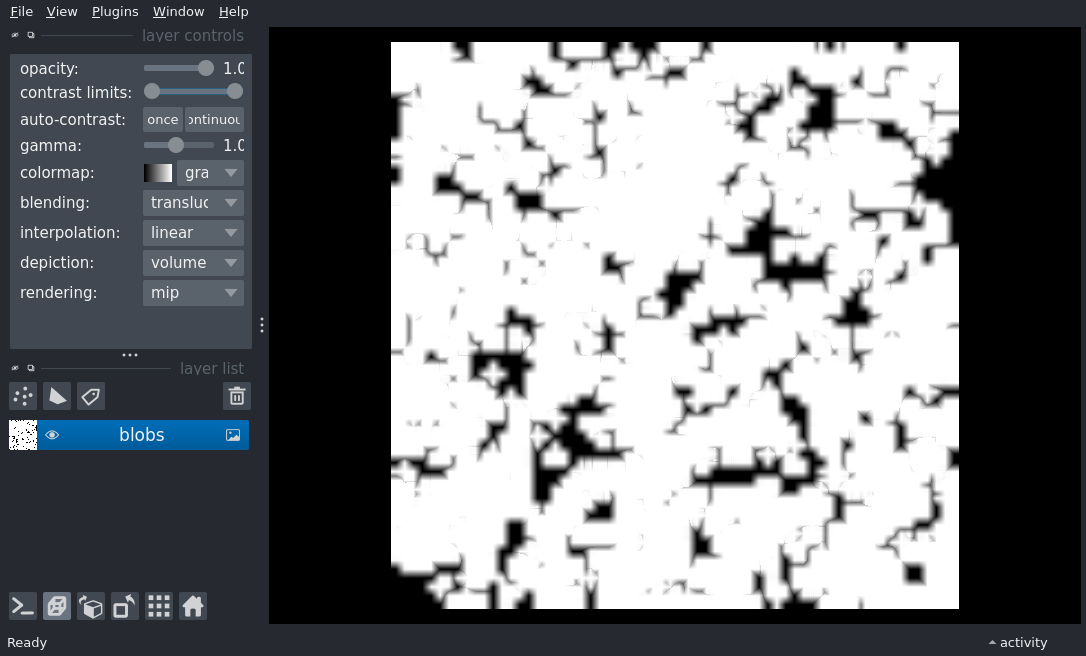 File View Plugins Window Help
layer controls
opacity: 1.0
contrast limits:
auto-contrast: once ontinuou
gamma: 1.0
colormap: gra
blending: transluc
interpolation: linear
depiction: volume
rendering: mip
layer list
blobs
Ready
activity